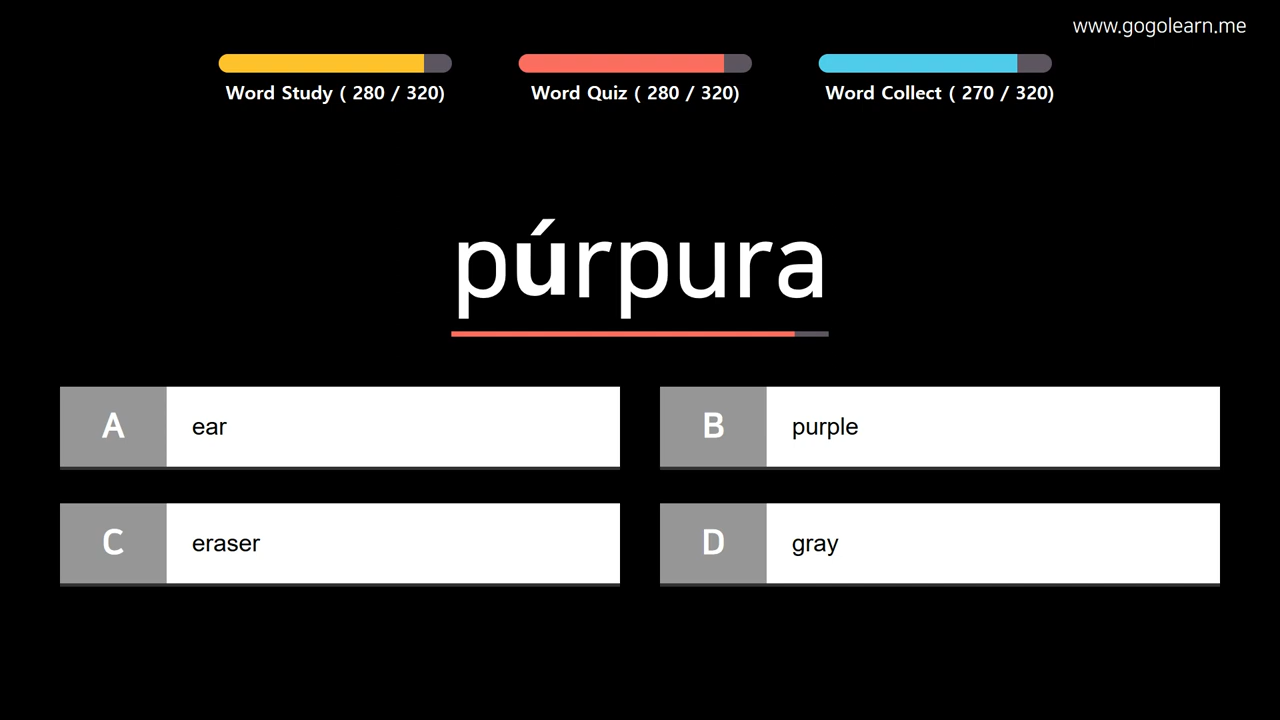 www.gogolearn.me
Word Study ( 280 / 320)
Word Quiz ( 280 / 320)
Word Collect ( 270 / 320)
púrpura
A ear
B purple
C eraser
D gray